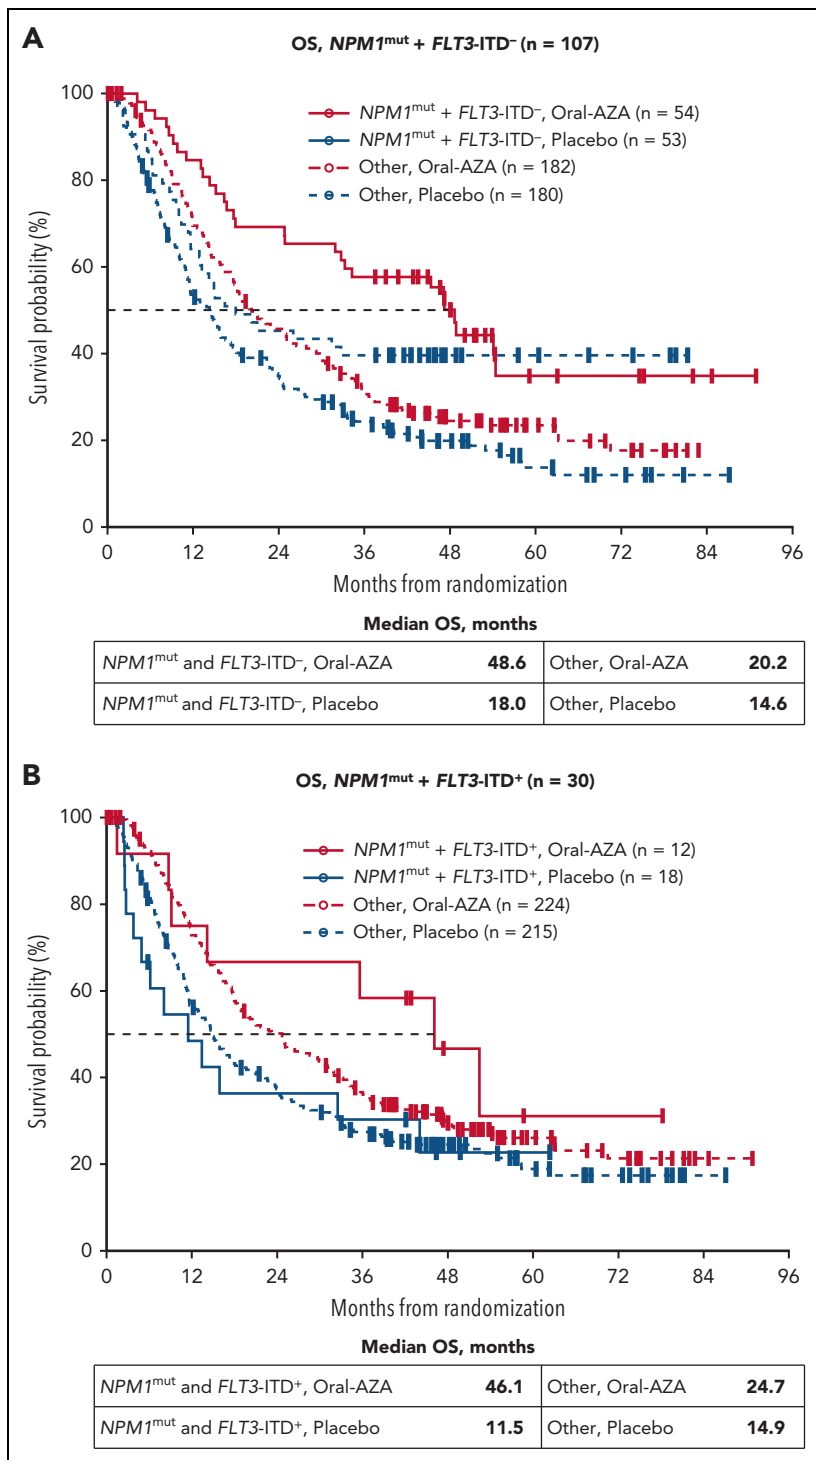 A
OS, NPM1mut + FLT3-ITD– (n = 107)
NPM1mut + FLT3-ITD–, Oral-AZA (n = 54)
NPM1mut + FLT3-ITD–, Placebo (n = 53)
Other, Oral-AZA (n = 182)
Other, Placebo (n = 180)
Survival probability (%)
100
80
60
40
20
0
0 12 24 36 48 60 72 84 96
Months from randomization
Median OS, months
NPM1mut and FLT3-ITD–, Oral-AZA 48.6 Other, Oral-AZA 20.2
NPM1mut and FLT3-ITD–, Placebo 18.0 Other, Placebo 14.6
B
OS, NPM1mut + FLT3-ITD+ (n = 30)
NPM1mut + FLT3-ITD+, Oral-AZA (n = 12)
NPM1mut + FLT3-ITD+, Placebo (n = 18)
Other, Oral-AZA (n = 224)
Other, Placebo (n = 215)
Survival probability (%)
100
80
60
40
20
0
0 12 24 36 48 60 72 84 96
Months from randomization
Median OS, months
NPM1mut and FLT3-ITD+, Oral-AZA 46.1 Other, Oral-AZA 24.7
NPM1mut and FLT3-ITD+, Placebo 11.5 Other, Placebo 14.9